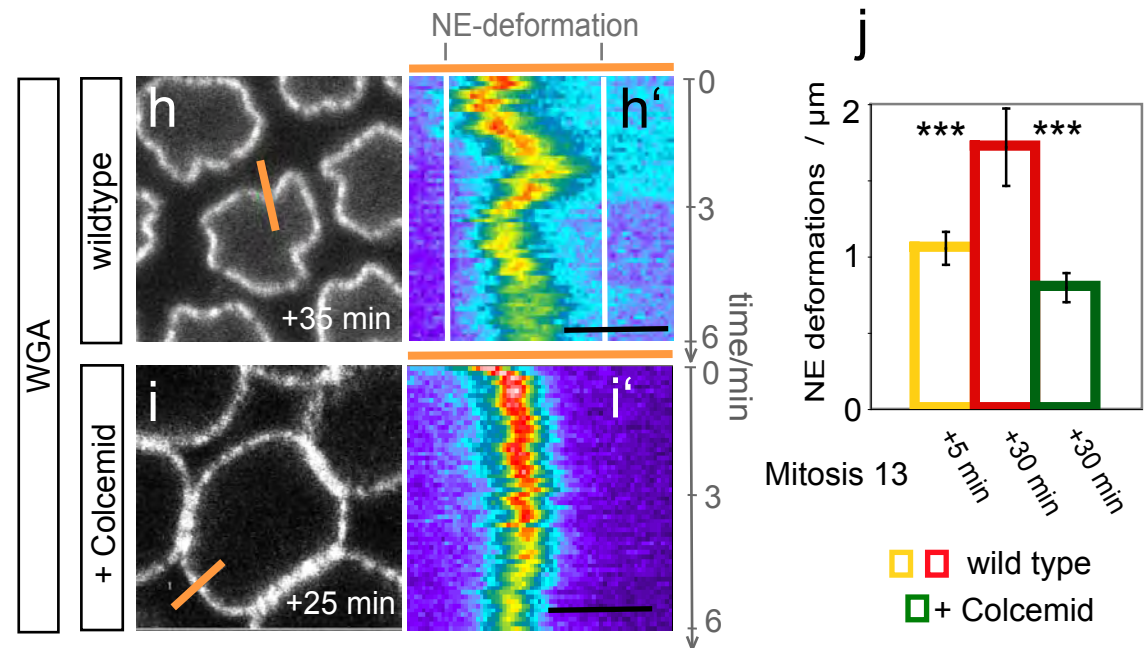 NE-deformation
WGA
wildtype
h
+35 min
h'
0
3
6
time/min
+ Colcemid
i
+25 min
i'
0
3
6
j
NE deformations / µm
2
1
0
***
***
Mitosis 13
+5 min
+30 min
+30 min
wild type
+ Colcemid